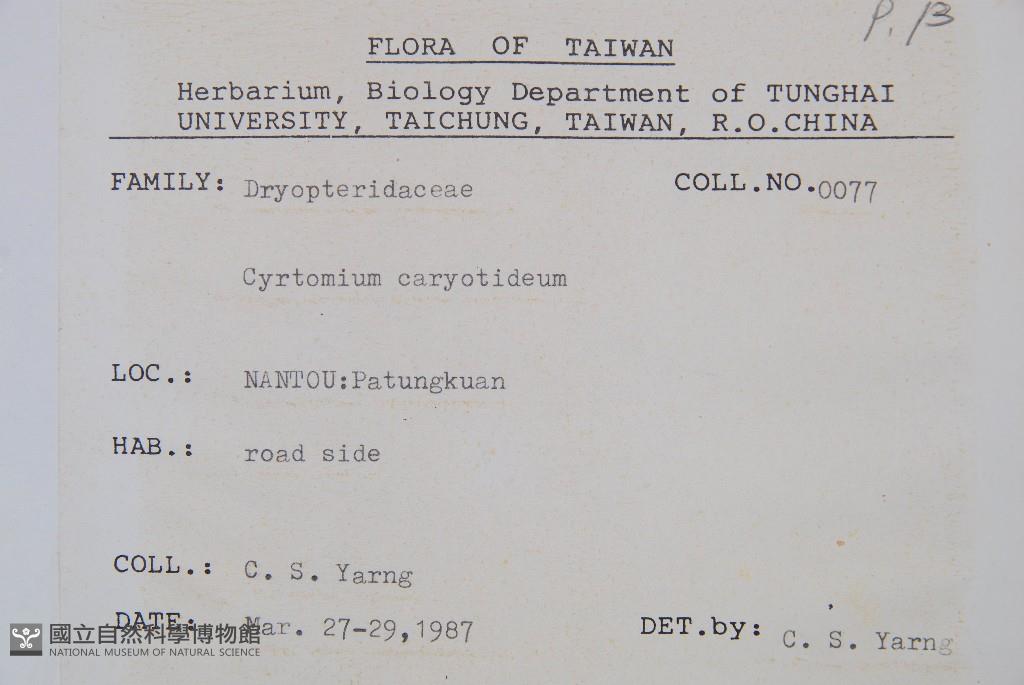 P. 13
FLORA OF TAIWAN
Herbarium, Biology Department of TUNGHAI
UNIVERSITY, TAICHUNG, TAIWAN, R.O.CHINA
FAMILY: Dryopteridaceae COLL.NO.0077
Cyrtomium caryotideum
LOC.: NANTOU:Patungkuan
HAB.: road side
COLL.: C. S. Yarng
DATE: Mar. 27-29,1987 DET.by: C. S. Yarng
國立自然科學博物館
NATIONAL MUSEUM OF NATURAL SCIENCE